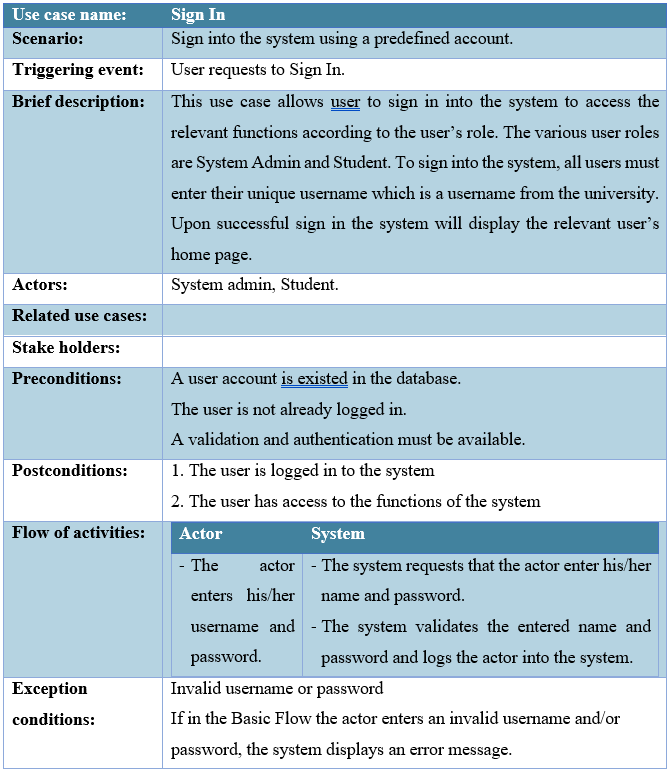 Use case name: Sign In
Scenario: Sign into the system using a predefined account.
Triggering event: User requests to Sign In.
Brief description: This use case allows user to sign in into the system to access the
relevant functions according to the user's role. The various user roles
are System Admin and Student. To sign into the system, all users must
enter their unique username which is a username from the university.
Upon successful sign in the system will display the relevant user's
home page.
Actors: System admin, Student.
Related use cases:
Stake holders:
Preconditions: A user account is existed in the database.
The user is not already logged in.
A validation and authentication must be available.
Postconditions: 1. The user is logged in to the system
2. The user has access to the functions of the system
Flow of activities: Actor System
- The actor
enters his/her
username and
password.
- The system requests that the actor enter his/her
name and password.
- The system validates the entered name and
password and logs the actor into the system.
Exception
conditions:
Invalid username or password
If in the Basic Flow the actor enters an invalid username and/or
password, the system displays an error message.